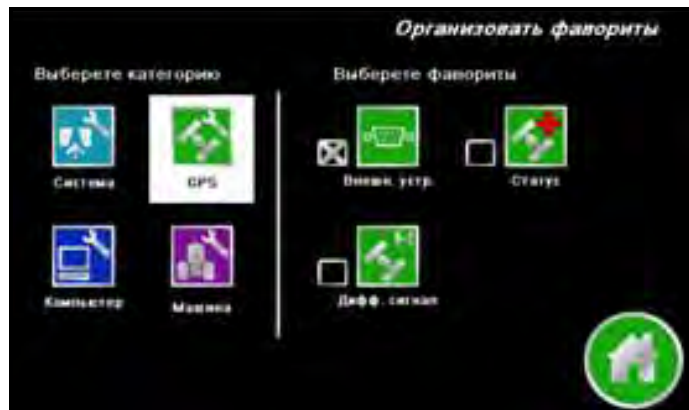 Организовать фавориты
Выберете категорию
Выберете фавориты
Система
GPS
Внешн. устр.
Статус
Компьютер
Машина
Дифф. сигнал